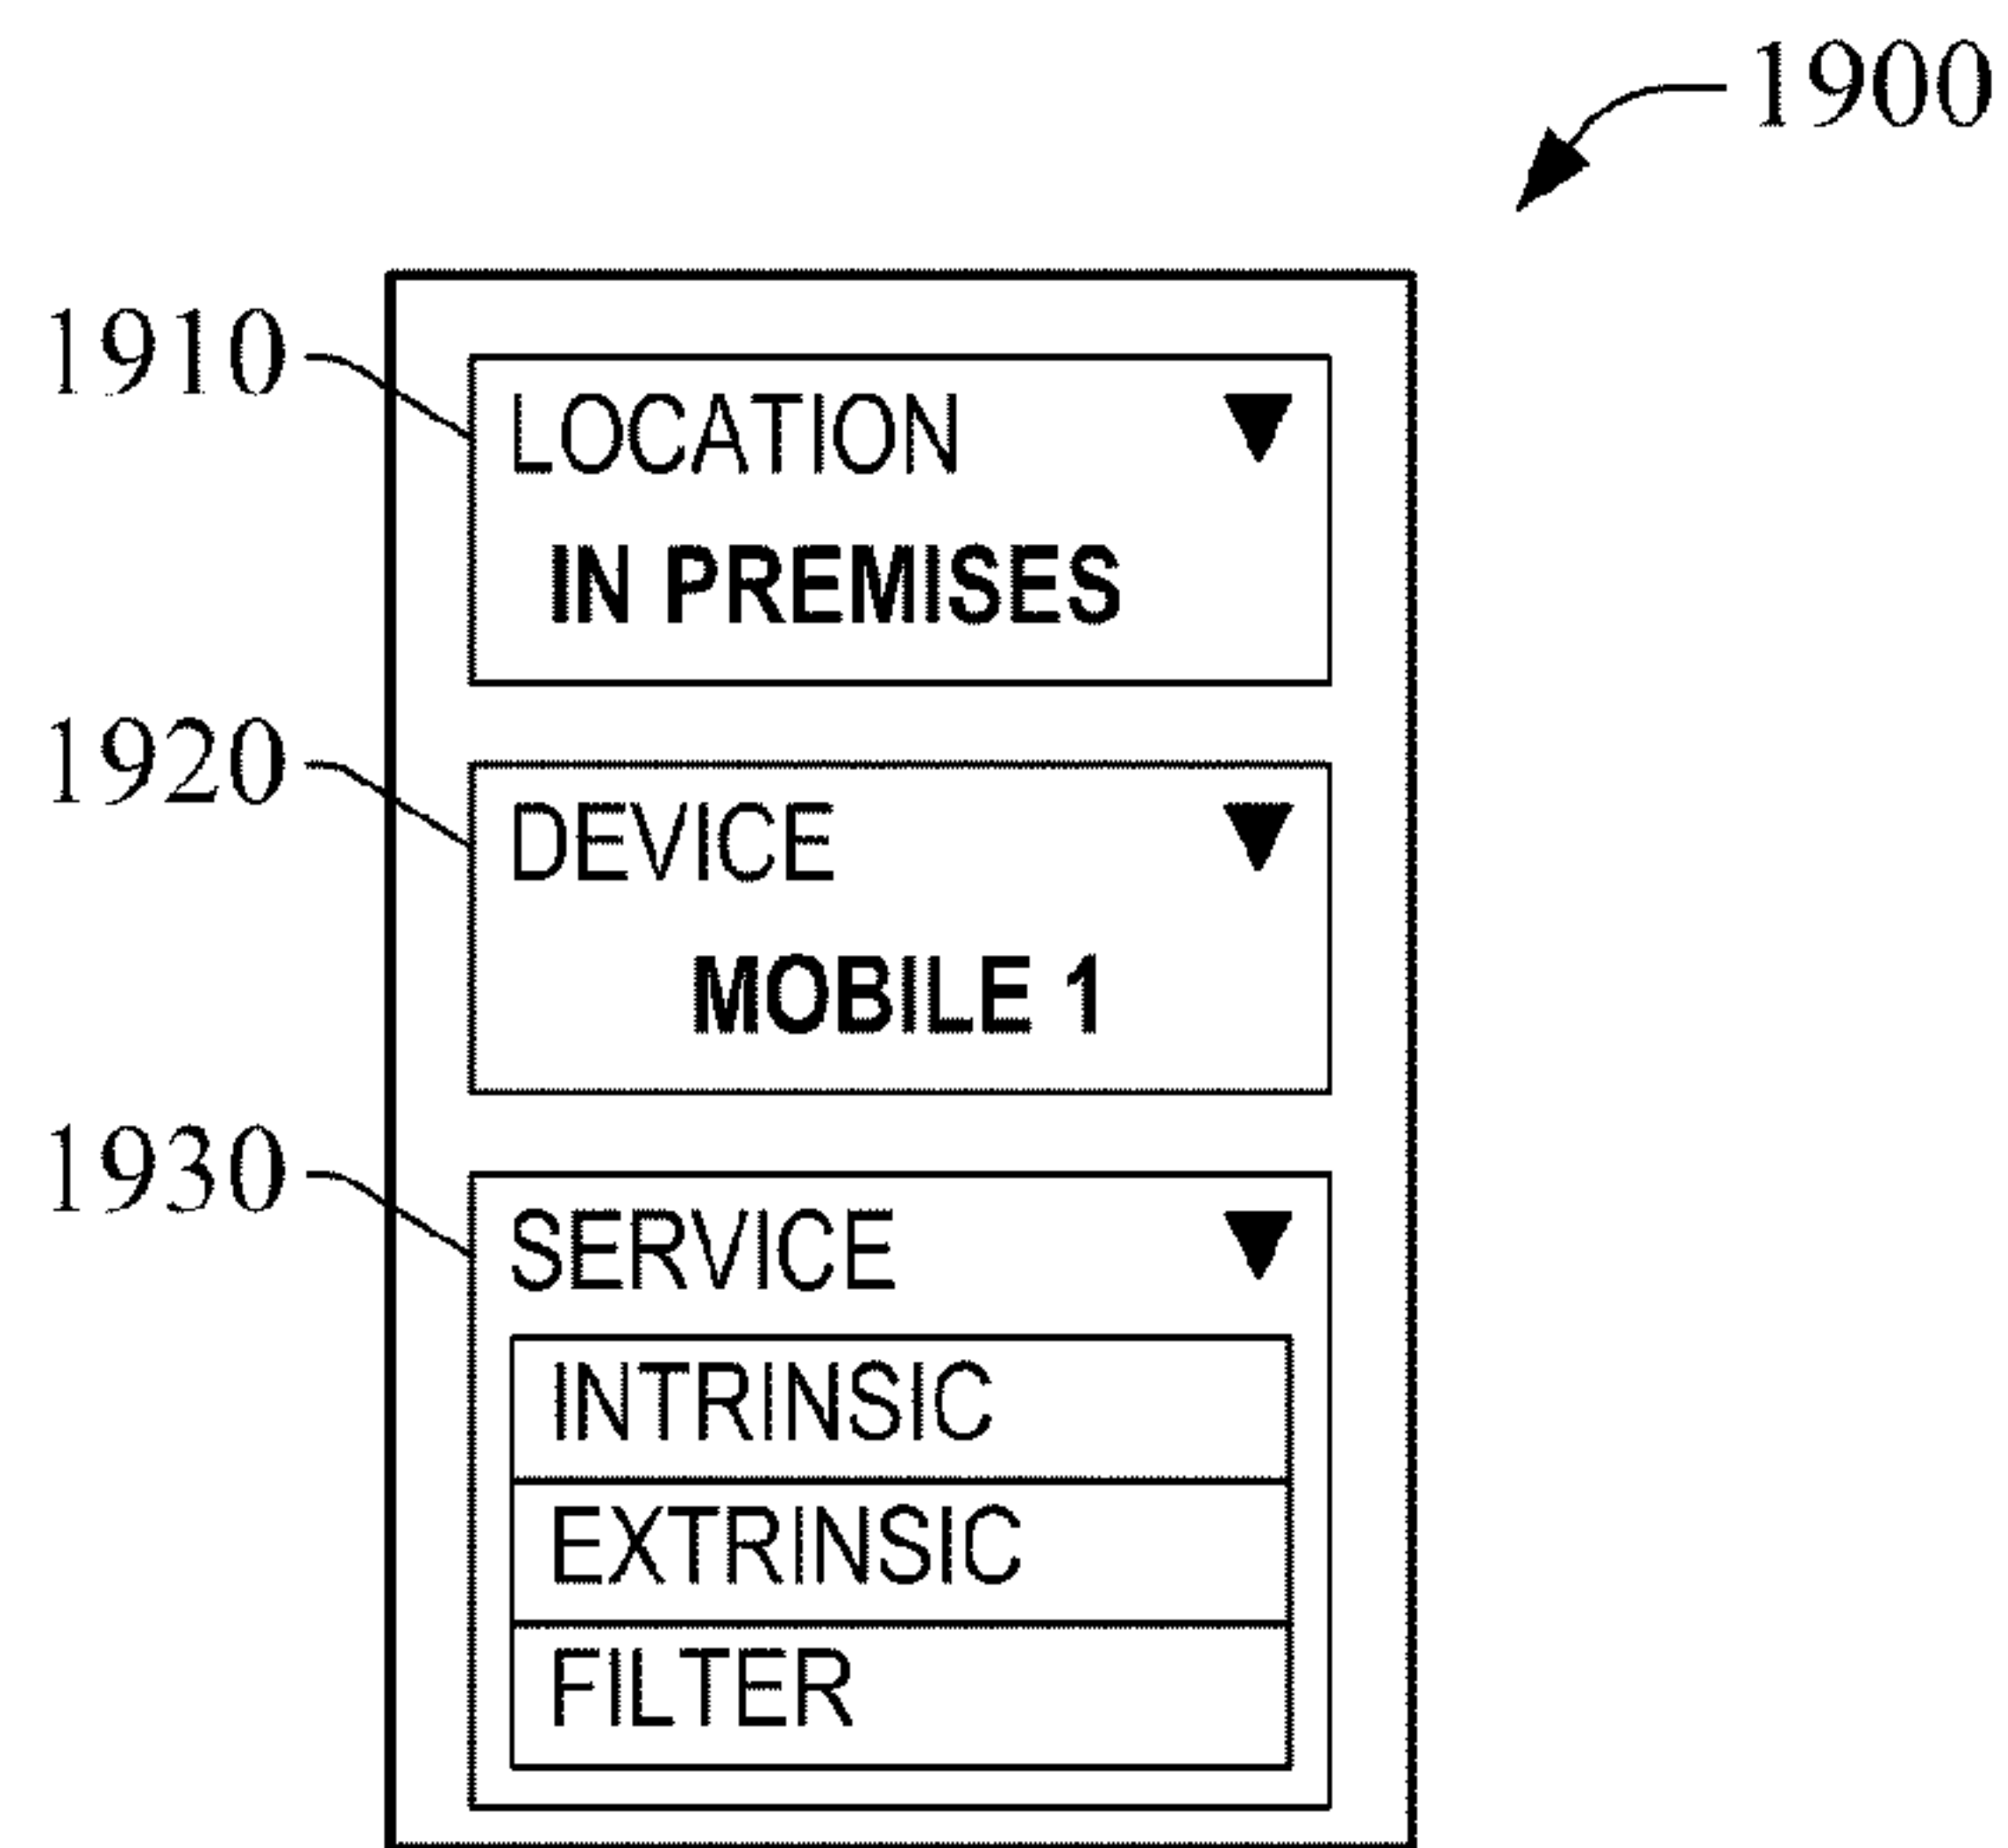 1900
1910
LOCATION
IN PREMISES
1920
DEVICE
MOBILE 1
1930
SERVICE
INTRINSIC
EXTRINSIC
FILTER